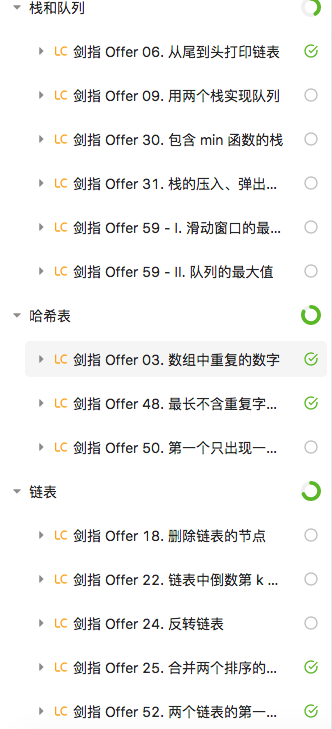 栈和队列
LC 剑指 Offer 06. 从尾到头打印链表
LC 剑指 Offer 09. 用两个栈实现队列
LC 剑指 Offer 30. 包含 min 函数的栈
LC 剑指 Offer 31. 栈的压入、弹出...
LC 剑指 Offer 59 - I. 滑动窗口的最...
LC 剑指 Offer 59 - II. 队列的最大值
哈希表
LC 剑指 Offer 03. 数组中重复的数字
LC 剑指 Offer 48. 最长不含重复字...
LC 剑指 Offer 50. 第一个只出现一...
链表
LC 剑指 Offer 18. 删除链表的节点
LC 剑指 Offer 22. 链表中倒数第 k ...
LC 剑指 Offer 24. 反转链表
LC 剑指 Offer 25. 合并两个排序的...
LC 剑指 Offer 52. 两个链表的第一...